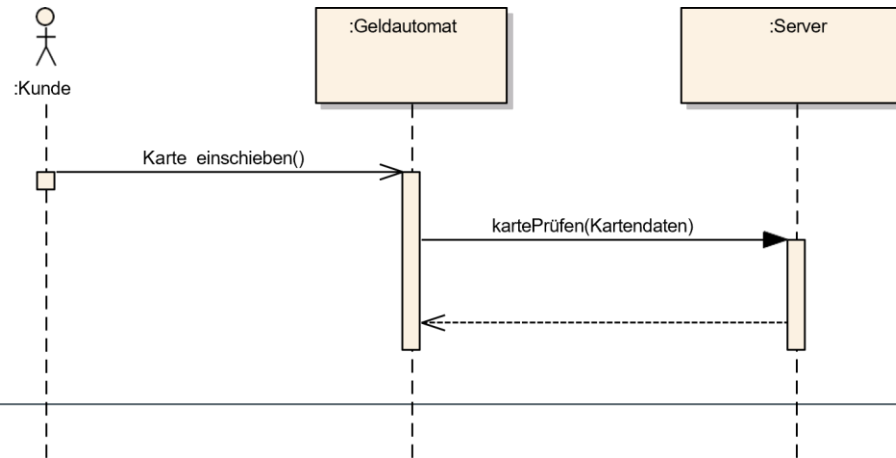 :Kunde
:Geldautomat
:Server
Karte einschieben()
kartePrüfen(Kartendaten)